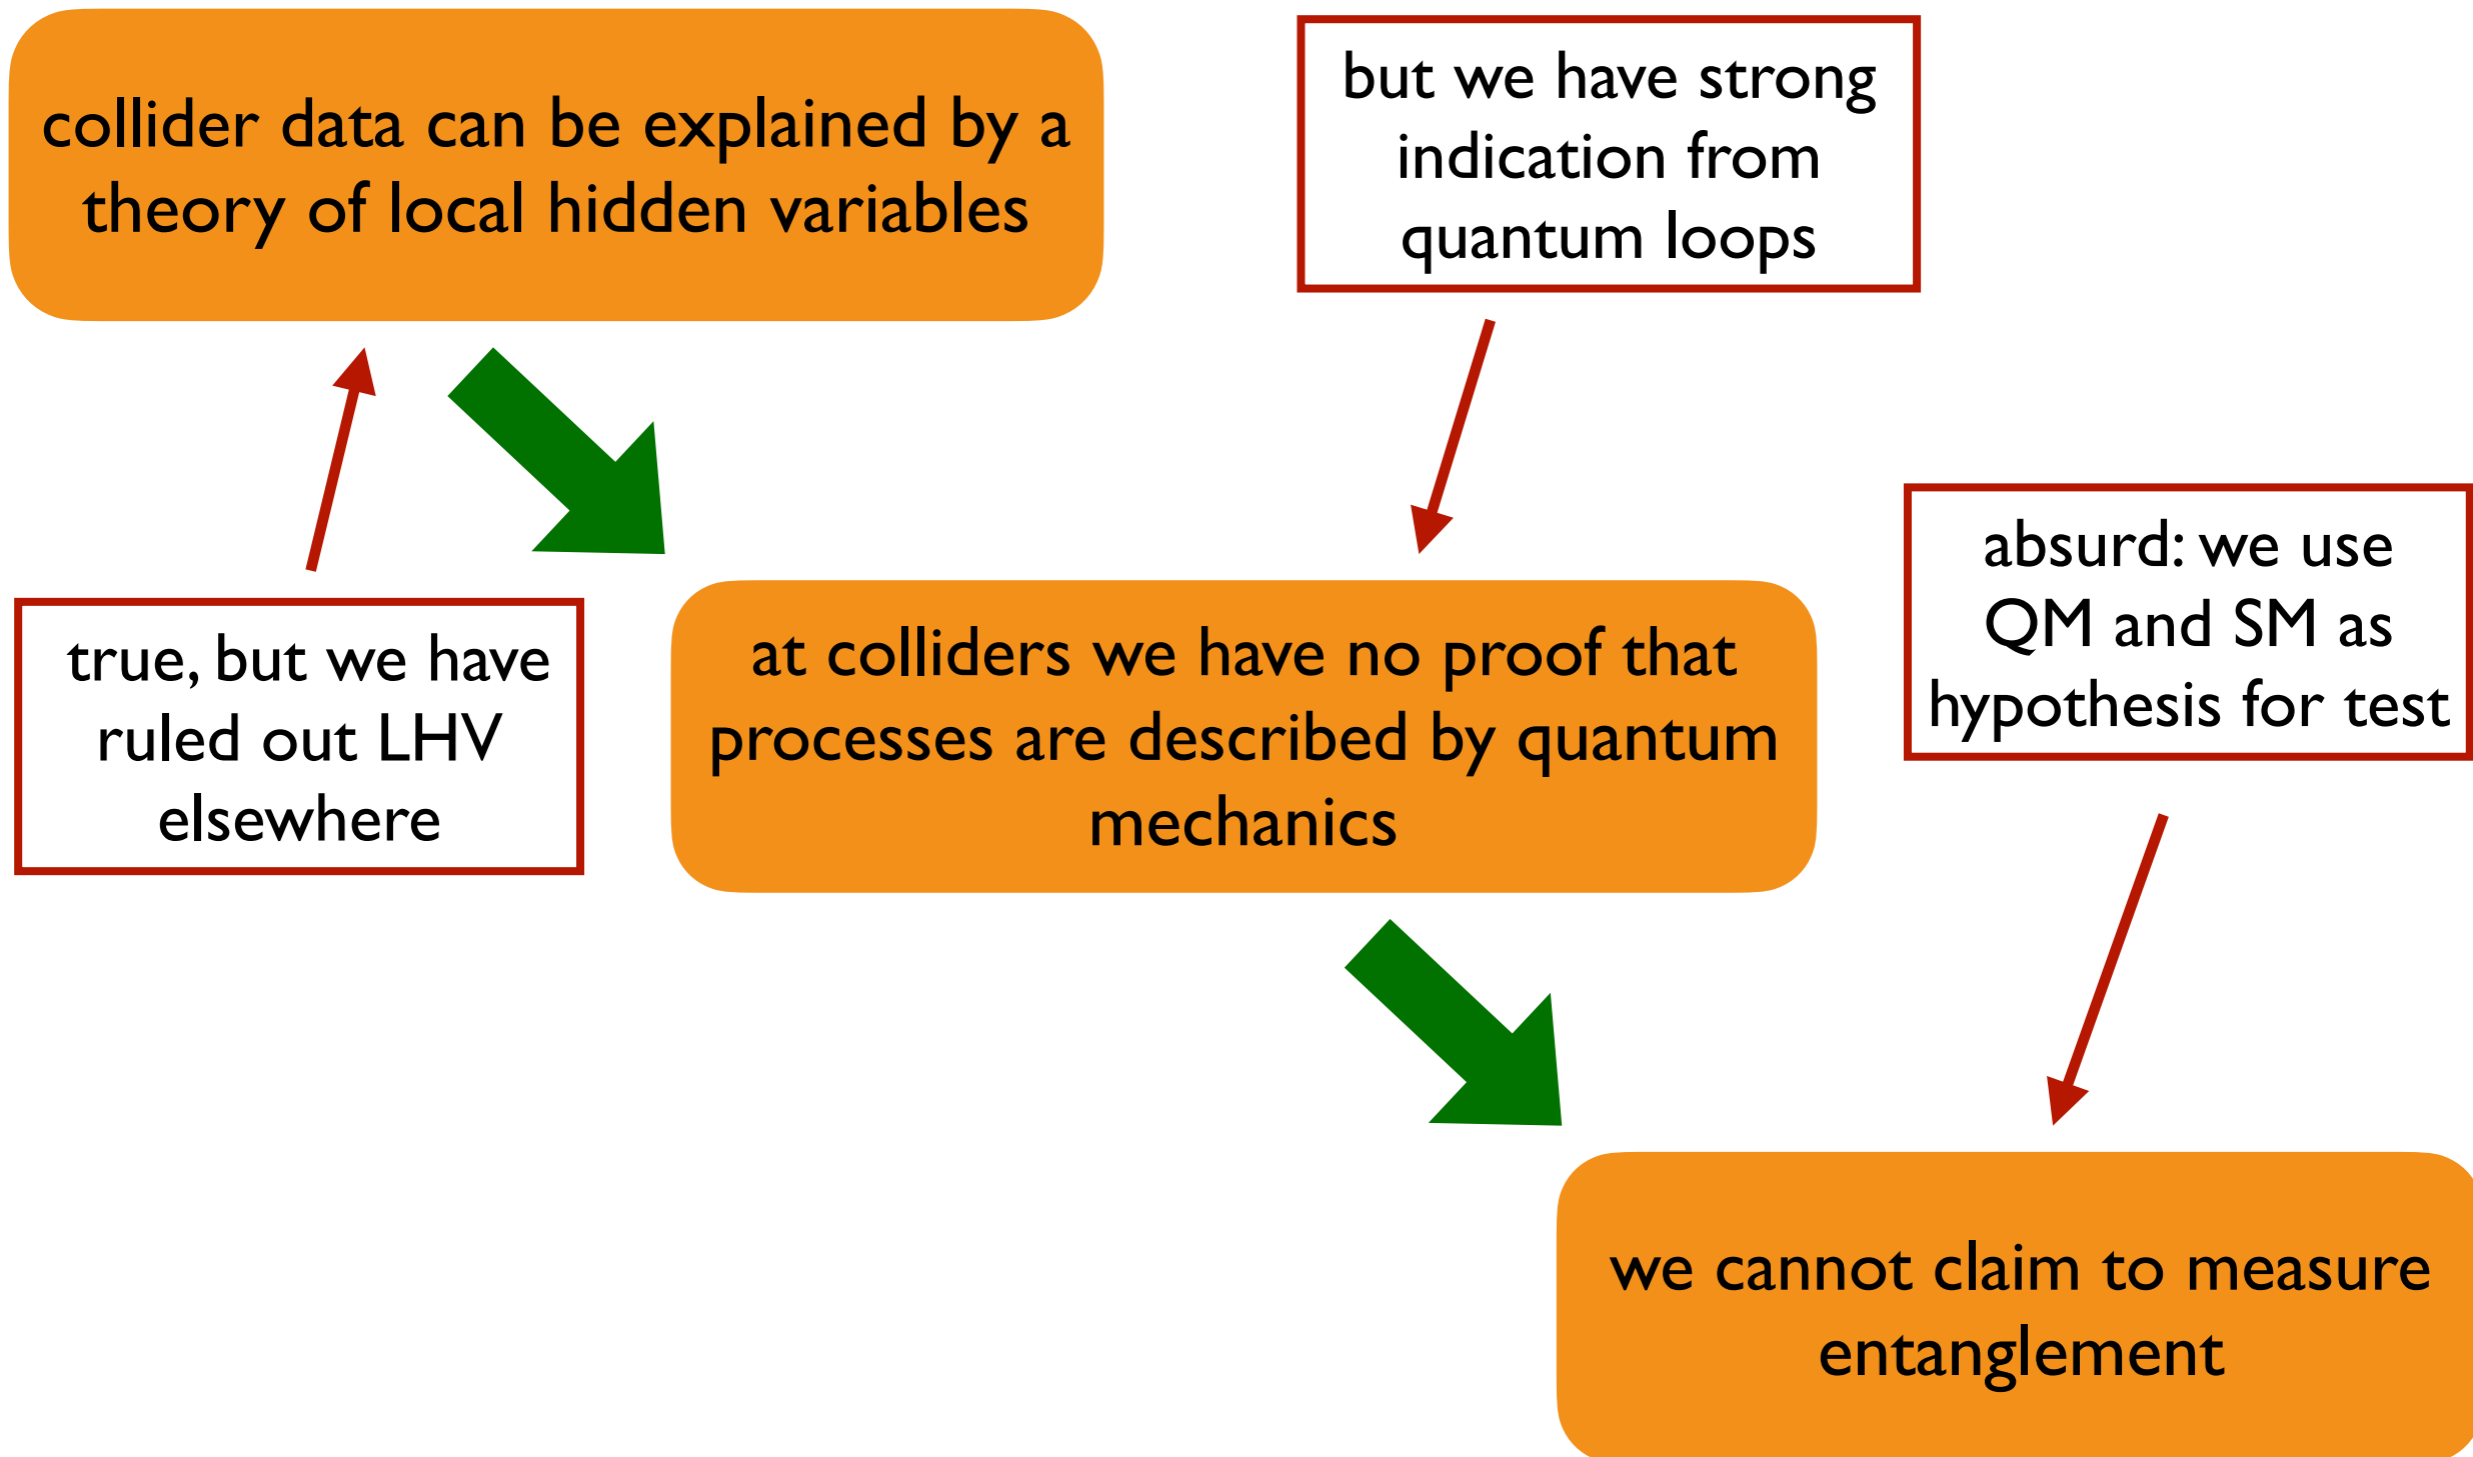 collider data can be explained by a
theory of local hidden variables
but we have strong
indication from
quantum loops
absurd: we use
QM and SM as
hypothesis for test
true, but we have
ruled out LHV
elsewhere
at colliders we have no proof that
processes are described by quantum
mechanics
we cannot claim to measure
entanglement